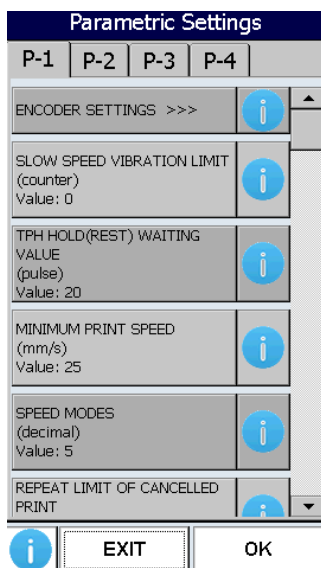 Parametric Settings
P-1 P-2 P-3 P-4
ENCODER SETTINGS >>>
SLOW SPEED VIBRATION LIMIT
(counter)
Value: 0
TPH HOLD(REST) WAITING
VALUE
(pulse)
Value: 20
MINIMUM PRINT SPEED
(mm/s)
Value: 25
SPEED MODES
(decimal)
Value: 5
REPEAT LIMIT OF CANCELLED
PRINT
EXIT OK